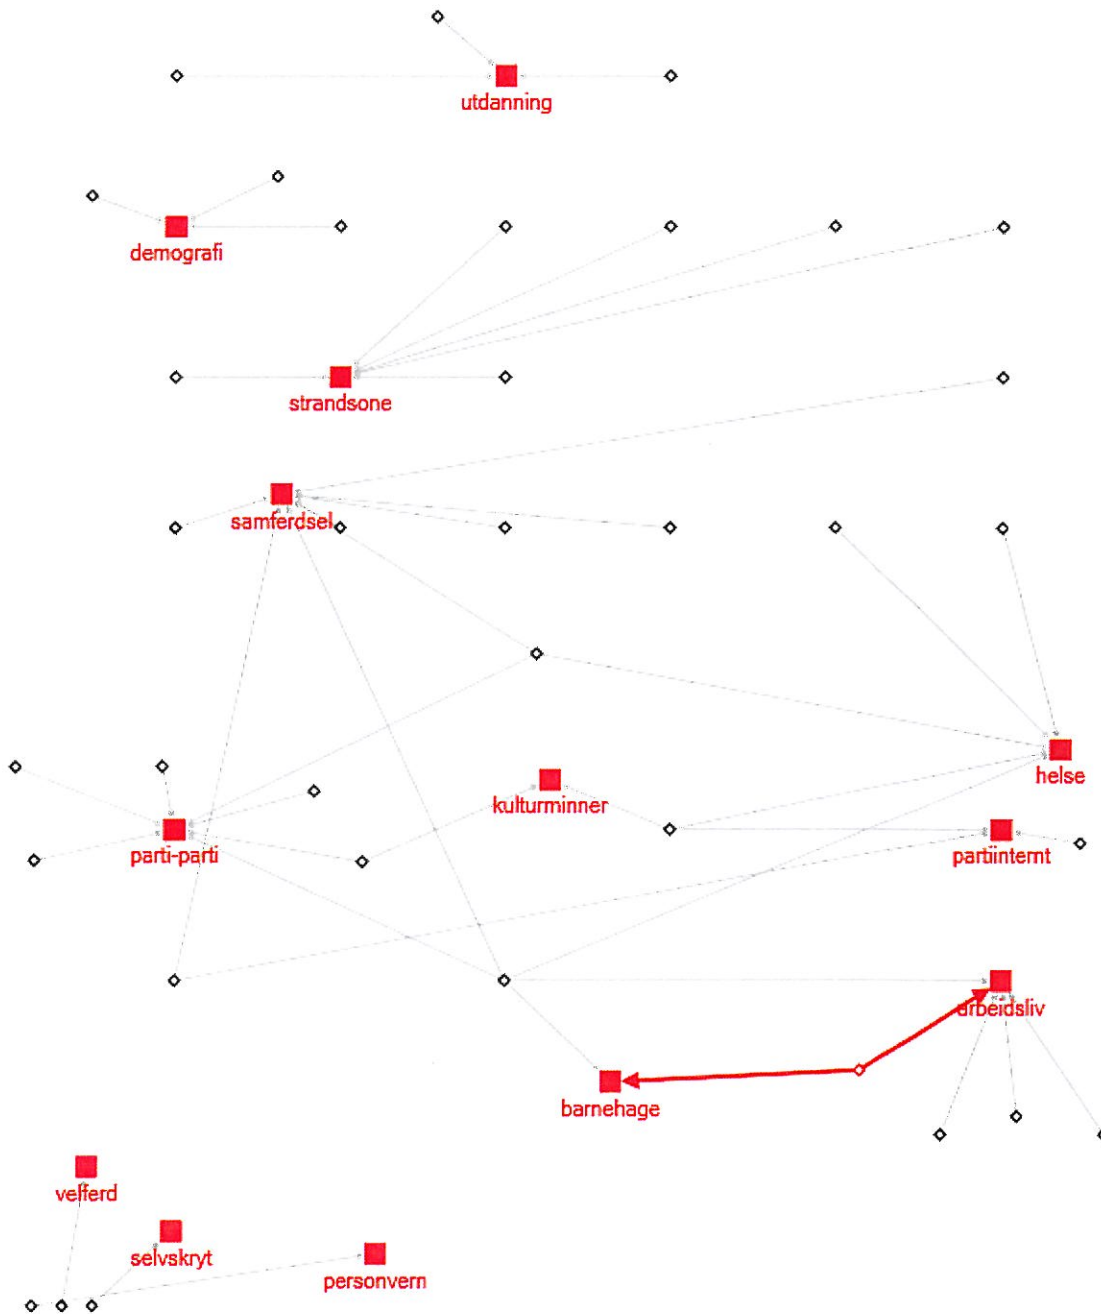 utdanning
demografi
strandsone
samferdsel
helse
kulturminner
parti-parti
partiinternt
arbeidsliv
barnehage
velferd
selvskryt
personvern